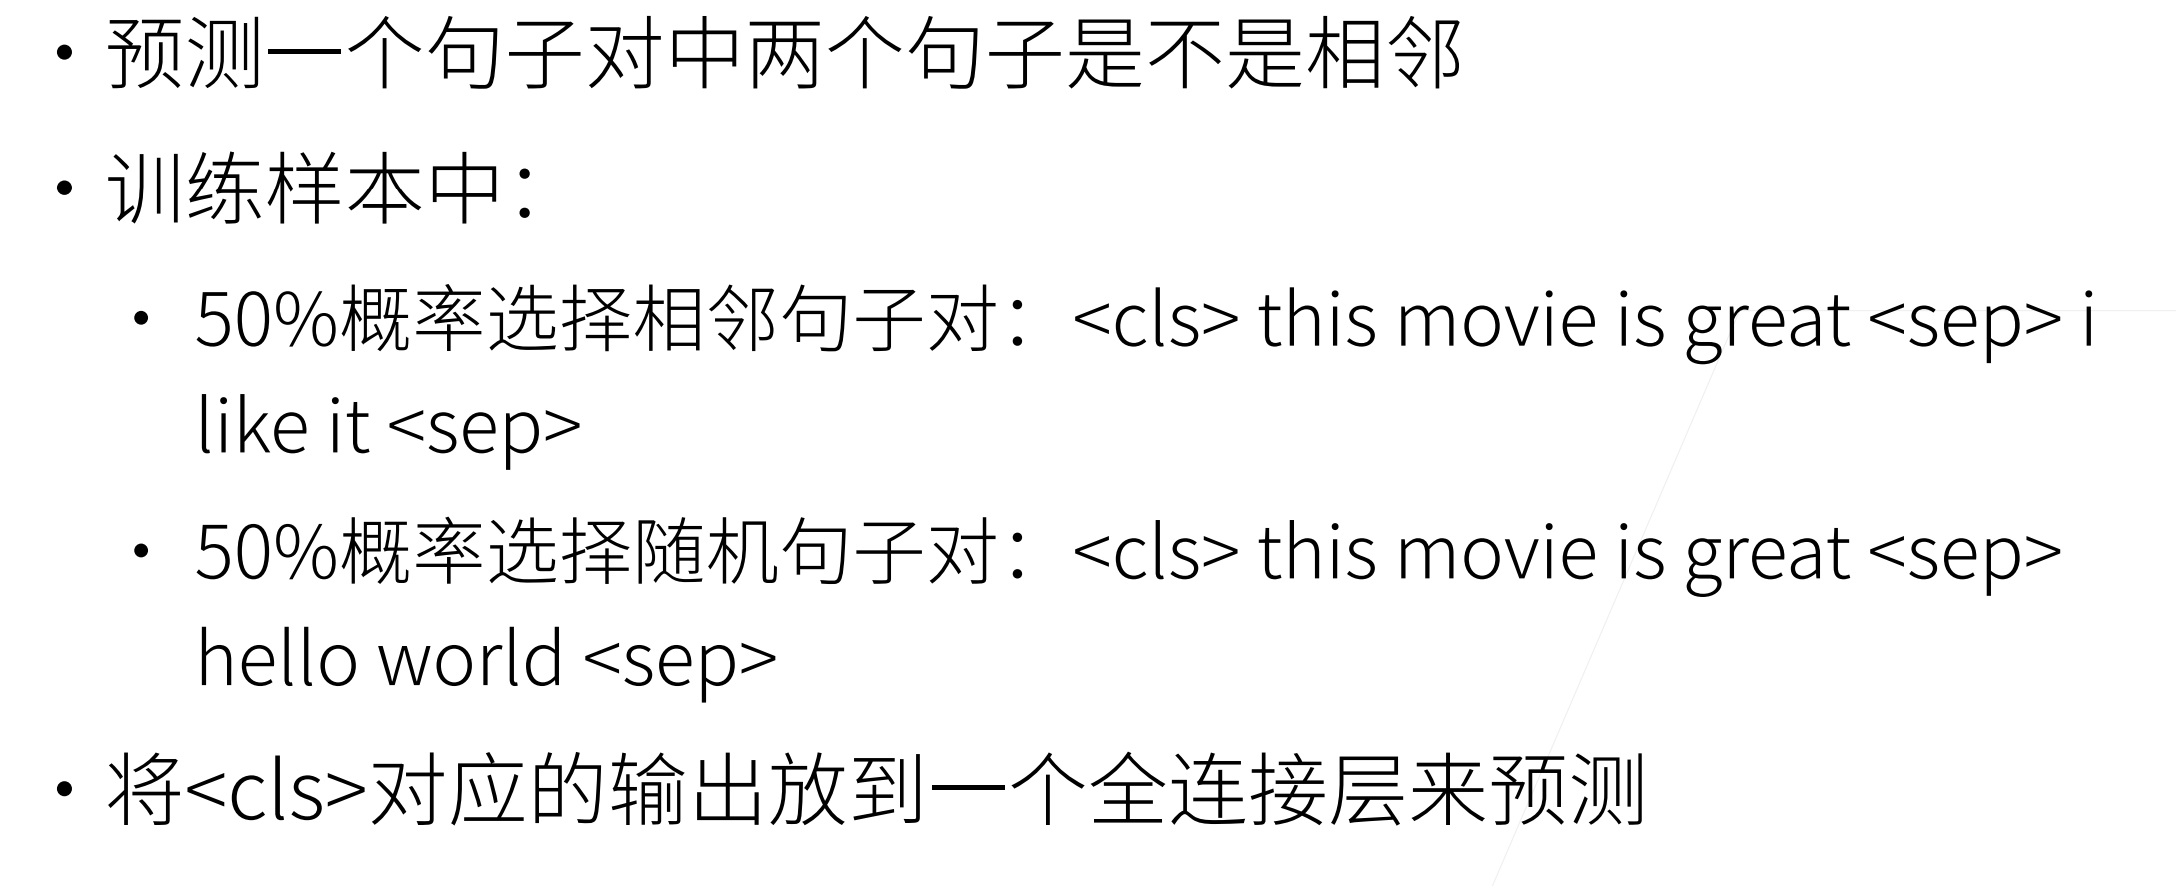 • 预测一个句子对中两个句子是不是相邻
• 训练样本中：
• 50%概率选择相邻句子对：<cls> this movie is great <sep> i
like it <sep>
• 50%概率选择随机句子对：<cls> this movie is great <sep>
hello world <sep>
• 将<cls>对应的输出放到一个全连接层来预测